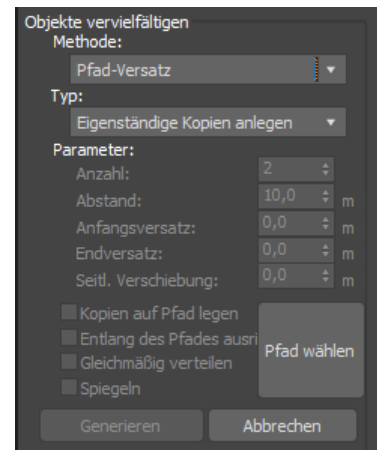 Objekte vervielfältigen
Methode:
Pfad-Versatz
Typ:
Eigenständige Kopien anlegen
Parameter:
Anzahl: 2
Abstand: 10,0 m
Anfangsversatz: 0,0 m
Endversatz: 0,0 m
Seitl. Verschiebung: 0,0 m
Kopien auf Pfad legen
Entlang des Pfades ausri
Gleichmäßig verteilen
Spiegeln
Pfad wählen
Generieren Abbrechen